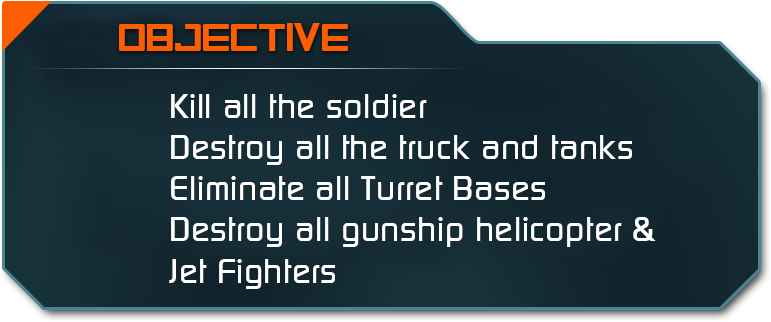 OBJECTIVE
Kill all the soldier
Destroy all the truck and tanks
Eliminate all Turret Bases
Destroy all gunship helicopter &
Jet Fighters